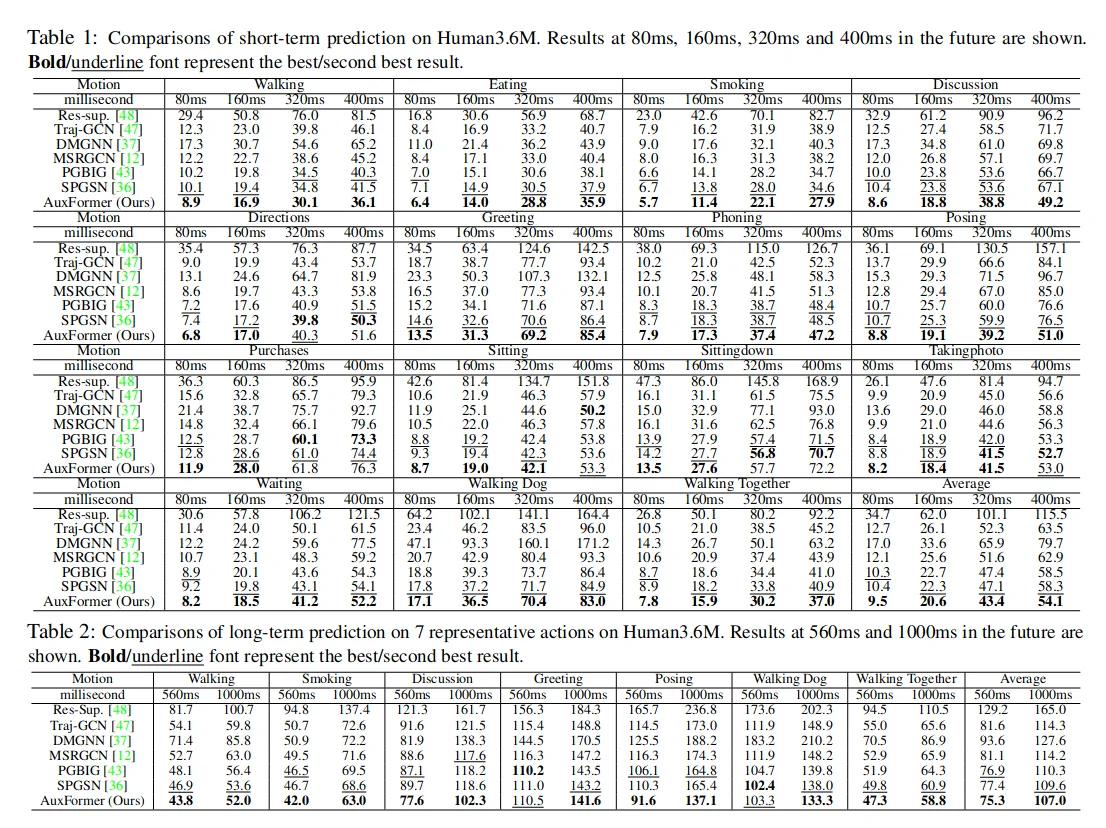 Table 1: Comparisons of short-term prediction on Human3.6M. Results at 80ms, 160ms, 320ms and 400ms in the future are shown.
Bold/underline font represent the best/second best result.
Motion Walking Eating Smoking Discussion
millisecond 80ms 160ms 320ms 400ms 80ms 160ms 320ms 400ms 80ms 160ms 320ms 400ms 80ms 160ms 320ms 400ms
Res-sup. [48] 29.4 50.8 76.0 81.5 16.8 30.6 56.9 68.7 23.0 42.6 70.1 82.7 32.9 61.2 90.9 96.2
Traj-GCN [47] 12.3 23.0 39.8 46.1 8.4 16.9 33.2 40.7 7.9 16.2 31.9 38.9 12.5 27.4 58.5 71.7
DMGNN [37] 17.3 30.7 54.6 65.2 11.0 21.4 36.2 43.9 9.0 17.6 32.1 40.3 17.3 34.8 61.0 69.8
MSRGCN [12] 12.2 22.7 38.6 45.2 8.4 17.1 33.0 40.4 8.0 16.3 31.3 38.2 12.0 26.8 57.1 69.7
PGBIG [43] 10.2 19.8 34.5 40.3 7.0 15.1 30.6 38.1 6.6 14.1 28.2 34.7 10.0 23.8 53.6 66.7
SPGSN [36] 10.1 19.4 34.8 41.5 7.1 14.9 30.5 37.9 6.7 13.8 28.0 34.6 10.4 23.8 53.6 67.1
AuxFormer (Ours) 8.9 16.9 30.1 36.1 6.4 14.0 28.8 35.9 5.7 11.4 22.1 27.9 8.6 18.8 38.8 49.2
Motion Directions Greeting Phoning Posing
millisecond 80ms 160ms 320ms 400ms 80ms 160ms 320ms 400ms 80ms 160ms 320ms 400ms 80ms 160ms 320ms 400ms
Res-sup. [48] 35.4 57.3 76.3 87.7 34.5 63.4 124.6 142.5 38.0 69.3 115.0 126.7 36.1 69.1 130.5 157.1
Traj-GCN [47] 9.0 19.9 43.4 53.7 18.7 38.7 77.7 93.4 10.2 21.0 42.5 52.3 13.7 29.9 66.6 84.1
DMGNN [37] 13.1 24.6 64.7 81.9 23.3 50.3 107.3 132.1 12.5 25.8 48.1 58.3 15.3 29.3 71.5 96.7
MSRGCN [12] 8.6 19.7 43.3 53.8 16.5 37.0 77.3 93.4 10.1 20.7 41.5 51.3 12.8 29.4 67.0 85.0
PGBIG [43] 7.2 17.6 40.9 51.5 15.2 34.1 71.6 87.1 8.3 18.3 38.7 48.4 10.7 25.7 60.0 76.6
SPGSN [36] 7.4 17.2 39.8 50.3 14.6 32.6 70.6 86.4 8.7 18.3 38.7 48.5 10.7 25.3 59.9 76.5
AuxFormer (Ours) 6.8 17.0 40.3 51.6 13.5 31.3 69.2 85.4 7.9 17.3 37.4 47.2 8.8 19.1 39.2 51.0
Motion Purchases Sitting Sittingdown Takingphoto
millisecond 80ms 160ms 320ms 400ms 80ms 160ms 320ms 400ms 80ms 160ms 320ms 400ms 80ms 160ms 320ms 400ms
Res-sup. [48] 36.3 60.3 86.5 95.9 42.6 81.4 134.7 151.8 47.3 86.0 145.8 168.9 26.1 47.6 81.4 94.7
Traj-GCN [47] 15.6 32.8 65.7 79.3 10.6 21.9 46.3 57.9 16.1 31.1 61.5 75.5 9.9 20.9 45.0 56.6
DMGNN [37] 21.4 38.7 75.7 92.7 11.9 25.1 44.6 50.2 15.0 32.9 77.1 93.0 13.6 29.0 46.0 58.8
MSRGCN [12] 14.8 32.4 66.1 79.6 10.5 22.0 46.3 57.8 16.1 31.6 62.5 76.8 9.9 21.0 44.6 56.3
PGBIG [43] 12.5 28.7 60.1 73.3 8.8 19.2 42.4 53.8 13.9 27.9 57.4 71.5 8.4 18.9 42.0 53.3
SPGSN [36] 12.8 28.6 61.0 74.4 9.3 19.4 42.3 53.6 14.2 27.7 56.8 70.7 8.8 18.9 41.5 52.7
AuxFormer (Ours) 11.9 28.0 61.8 76.3 8.7 19.0 42.1 53.3 13.5 27.6 57.7 72.2 8.2 18.4 41.5 53.0
Motion Waiting Walking Dog Walking Together Average
millisecond 80ms 160ms 320ms 400ms 80ms 160ms 320ms 400ms 80ms 160ms 320ms 400ms 80ms 160ms 320ms 400ms
Res-sup. [48] 30.6 57.8 106.2 121.5 64.2 102.1 141.1 164.4 26.8 50.1 80.2 92.2 34.7 62.0 101.1 115.5
Traj-GCN [47] 11.4 24.0 50.1 61.5 23.4 46.2 83.5 96.0 10.5 21.0 38.5 45.2 12.7 26.1 52.3 63.5
DMGNN [37] 12.2 24.2 59.6 77.5 47.1 93.3 160.1 171.2 14.3 26.7 50.1 63.2 17.0 33.6 65.9 79.7
MSRGCN [12] 10.7 23.1 48.3 59.2 20.7 42.9 80.4 93.3 10.6 20.9 37.4 43.9 12.1 25.6 51.6 62.9
PGBIG [43] 8.9 20.1 43.6 54.3 18.8 39.3 73.7 86.4 8.7 18.6 34.4 41.0 10.3 22.7 47.4 58.5
SPGSN [36] 9.2 19.8 43.1 54.1 17.8 37.2 71.7 84.9 8.9 18.2 33.8 40.9 10.4 22.3 47.1 58.3
AuxFormer (Ours) 8.2 18.5 41.2 52.2 17.1 36.5 70.4 83.0 7.8 15.9 30.2 37.0 9.5 20.6 43.4 54.1
Table 2: Comparisons of long-term prediction on 7 representative actions on Human3.6M. Results at 560ms and 1000ms in the future are
shown. Bold/underline font represent the best/second best result.
Motion Walking Smoking Discussion Greeting Posing Walking Dog Walking Together Average
millisecond 560ms 1000ms 560ms 1000ms 560ms 1000ms 560ms 1000ms 560ms 1000ms 560ms 1000ms 560ms 1000ms 560ms 1000ms
Res-Sup. [48] 81.7 100.7 94.8 137.4 121.3 161.7 156.3 184.3 165.7 236.8 173.6 202.3 94.5 110.5 129.2 165.0
Traj-GCN [47] 54.1 59.8 50.7 72.6 91.6 121.5 115.4 148.8 114.5 173.0 111.9 148.9 55.0 65.6 81.6 114.3
DMGNN [37] 71.4 85.8 50.9 72.2 81.9 138.3 144.5 170.5 125.5 188.2 183.2 210.2 70.5 86.9 93.6 127.6
MSRGCN [12] 52.7 63.0 49.5 71.6 88.6 117.6 116.3 147.2 116.3 174.3 111.9 148.2 52.9 65.9 81.1 114.2
PGBIG [43] 48.1 56.4 46.5 69.5 87.1 118.2 110.2 143.5 106.1 164.8 104.7 139.8 51.9 64.3 76.9 110.3
SPGSN [36] 46.9 53.6 46.7 68.6 89.7 118.6 111.0 143.2 110.3 165.4 102.4 138.0 49.8 60.9 77.4 109.6
AuxFormer (Ours) 43.8 52.0 42.0 63.0 77.6 102.3 110.5 141.6 91.6 137.1 103.3 133.3 47.3 58.8 75.3 107.0